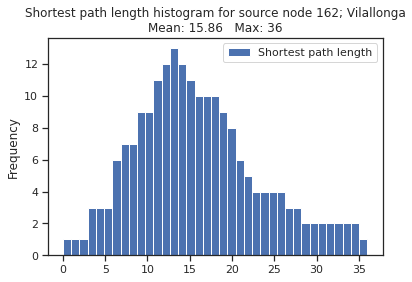 Shortest path length histogram for source node 162; Vilallonga
Mean: 15.86   Max: 36
Shortest path length
Frequency
12
10
8
6
4
2
0
0 5 10 15 20 25 30 35